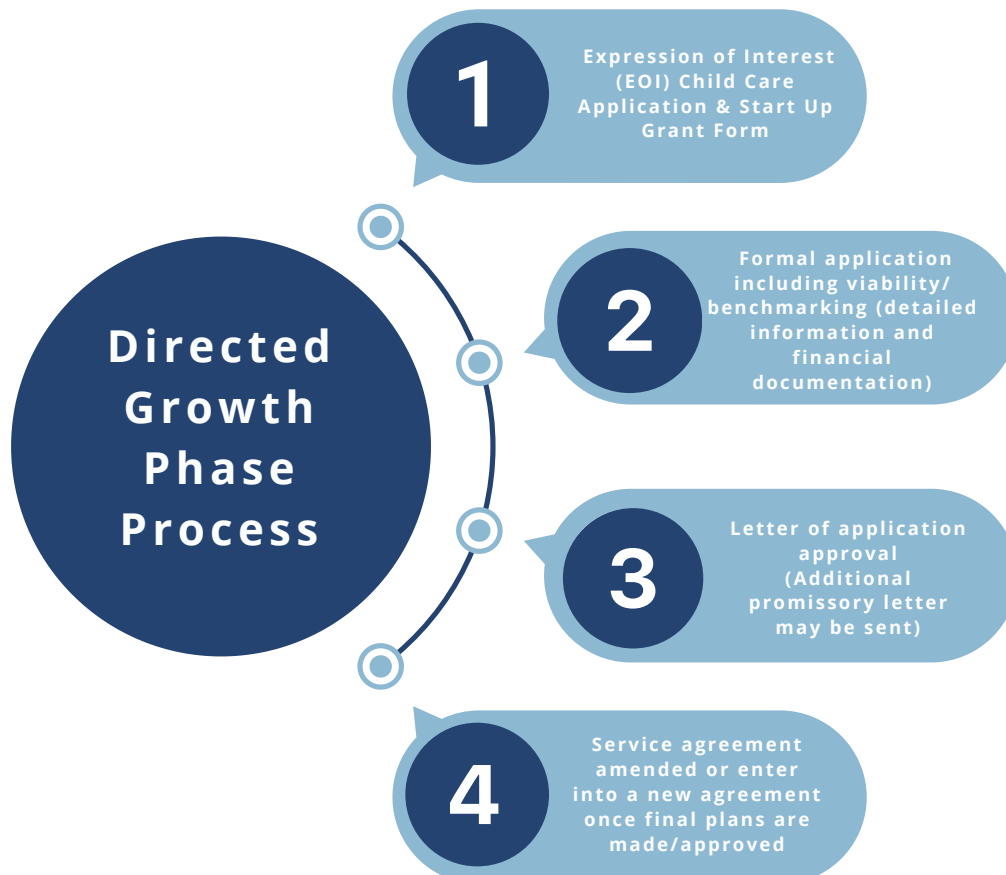 Directed
Growth
Phase
Process
1
Expression of Interest
(EOI) Child Care
Application & Start Up
Grant Form
2
Formal application
including viability/
benchmarking (detailed
information and
financial
documentation)
3
Letter of application
approval
(Additional
promissory letter
may be sent)
4
Service agreement
amended or enter
into a new agreement
once final plans are
made/approved